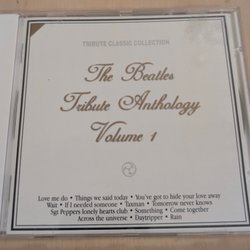 TRIBUTE CLASSIC COLLECTION
The Beatles
Tribute Anthology
Volume 1
Love me do • Things we said today • You've got to hide your love away
Wait • If I needed someone • Taxman • Tomorrow never knows
Sgt Peppers lonely hearts club • Something • Come together
Across the universe • Daytripper • Rain